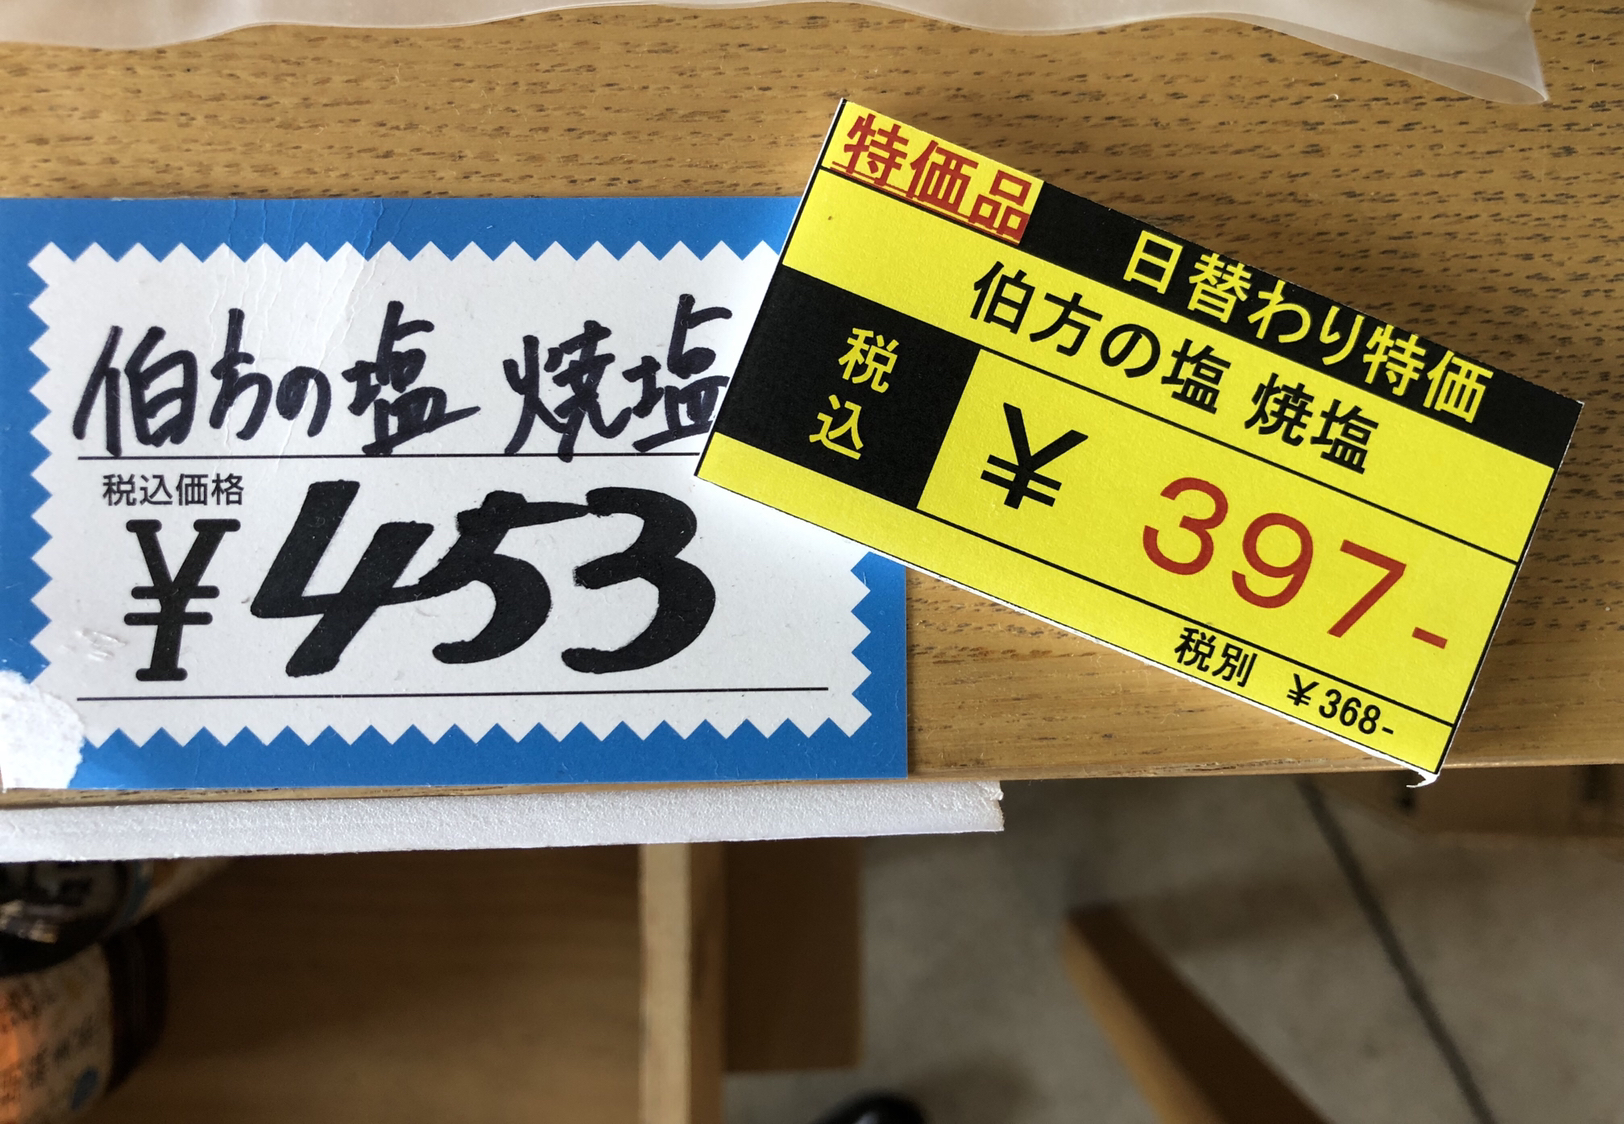 伯方の塩 焼塩
税込価格
¥453
特価品
日替わり特価
伯方の塩 焼塩
税込
¥ 397-
税別 ¥368-